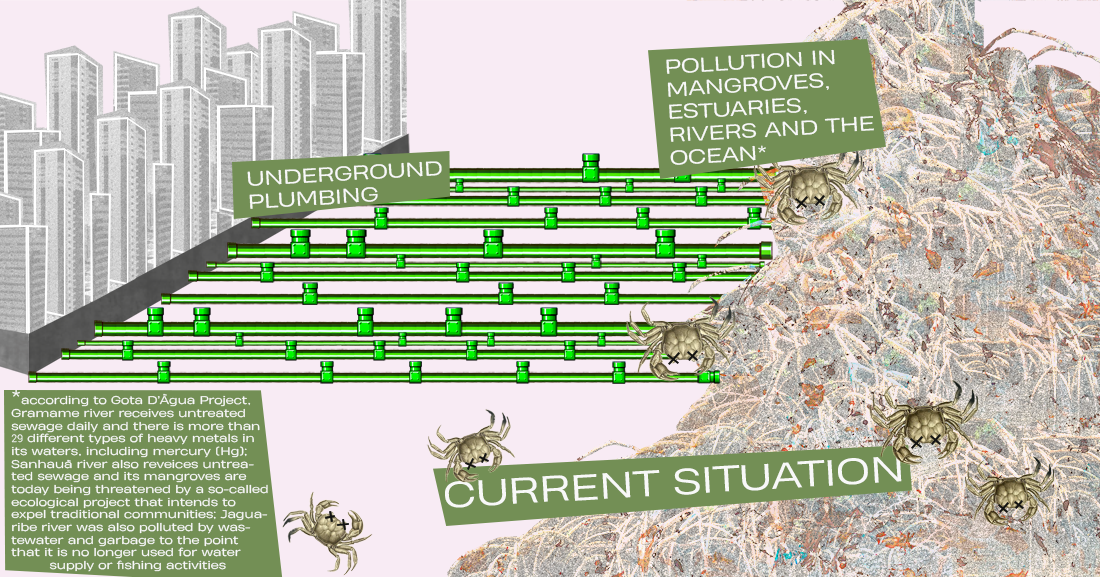 POLLUTION IN
MANGROVES,
ESTUARIES,
RIVERS AND THE
OCEAN*
UNDERGROUND
PLUMBING
CURRENT SITUATION
*according to Gota D'Água Project,
Gramame river receives untreated
sewage daily and there is more than
29 different types of heavy metals in
its waters, including mercury (Hg);
Sanhauá river also reveices untrea-
ted sewage and its mangroves are
today being threatened by a so-called
ecological project that intends to
expel traditional communities; Jagua-
ribe river was also polluted by was-
tewater and garbage to the point
that it is no longer used for water
supply or fishing activities